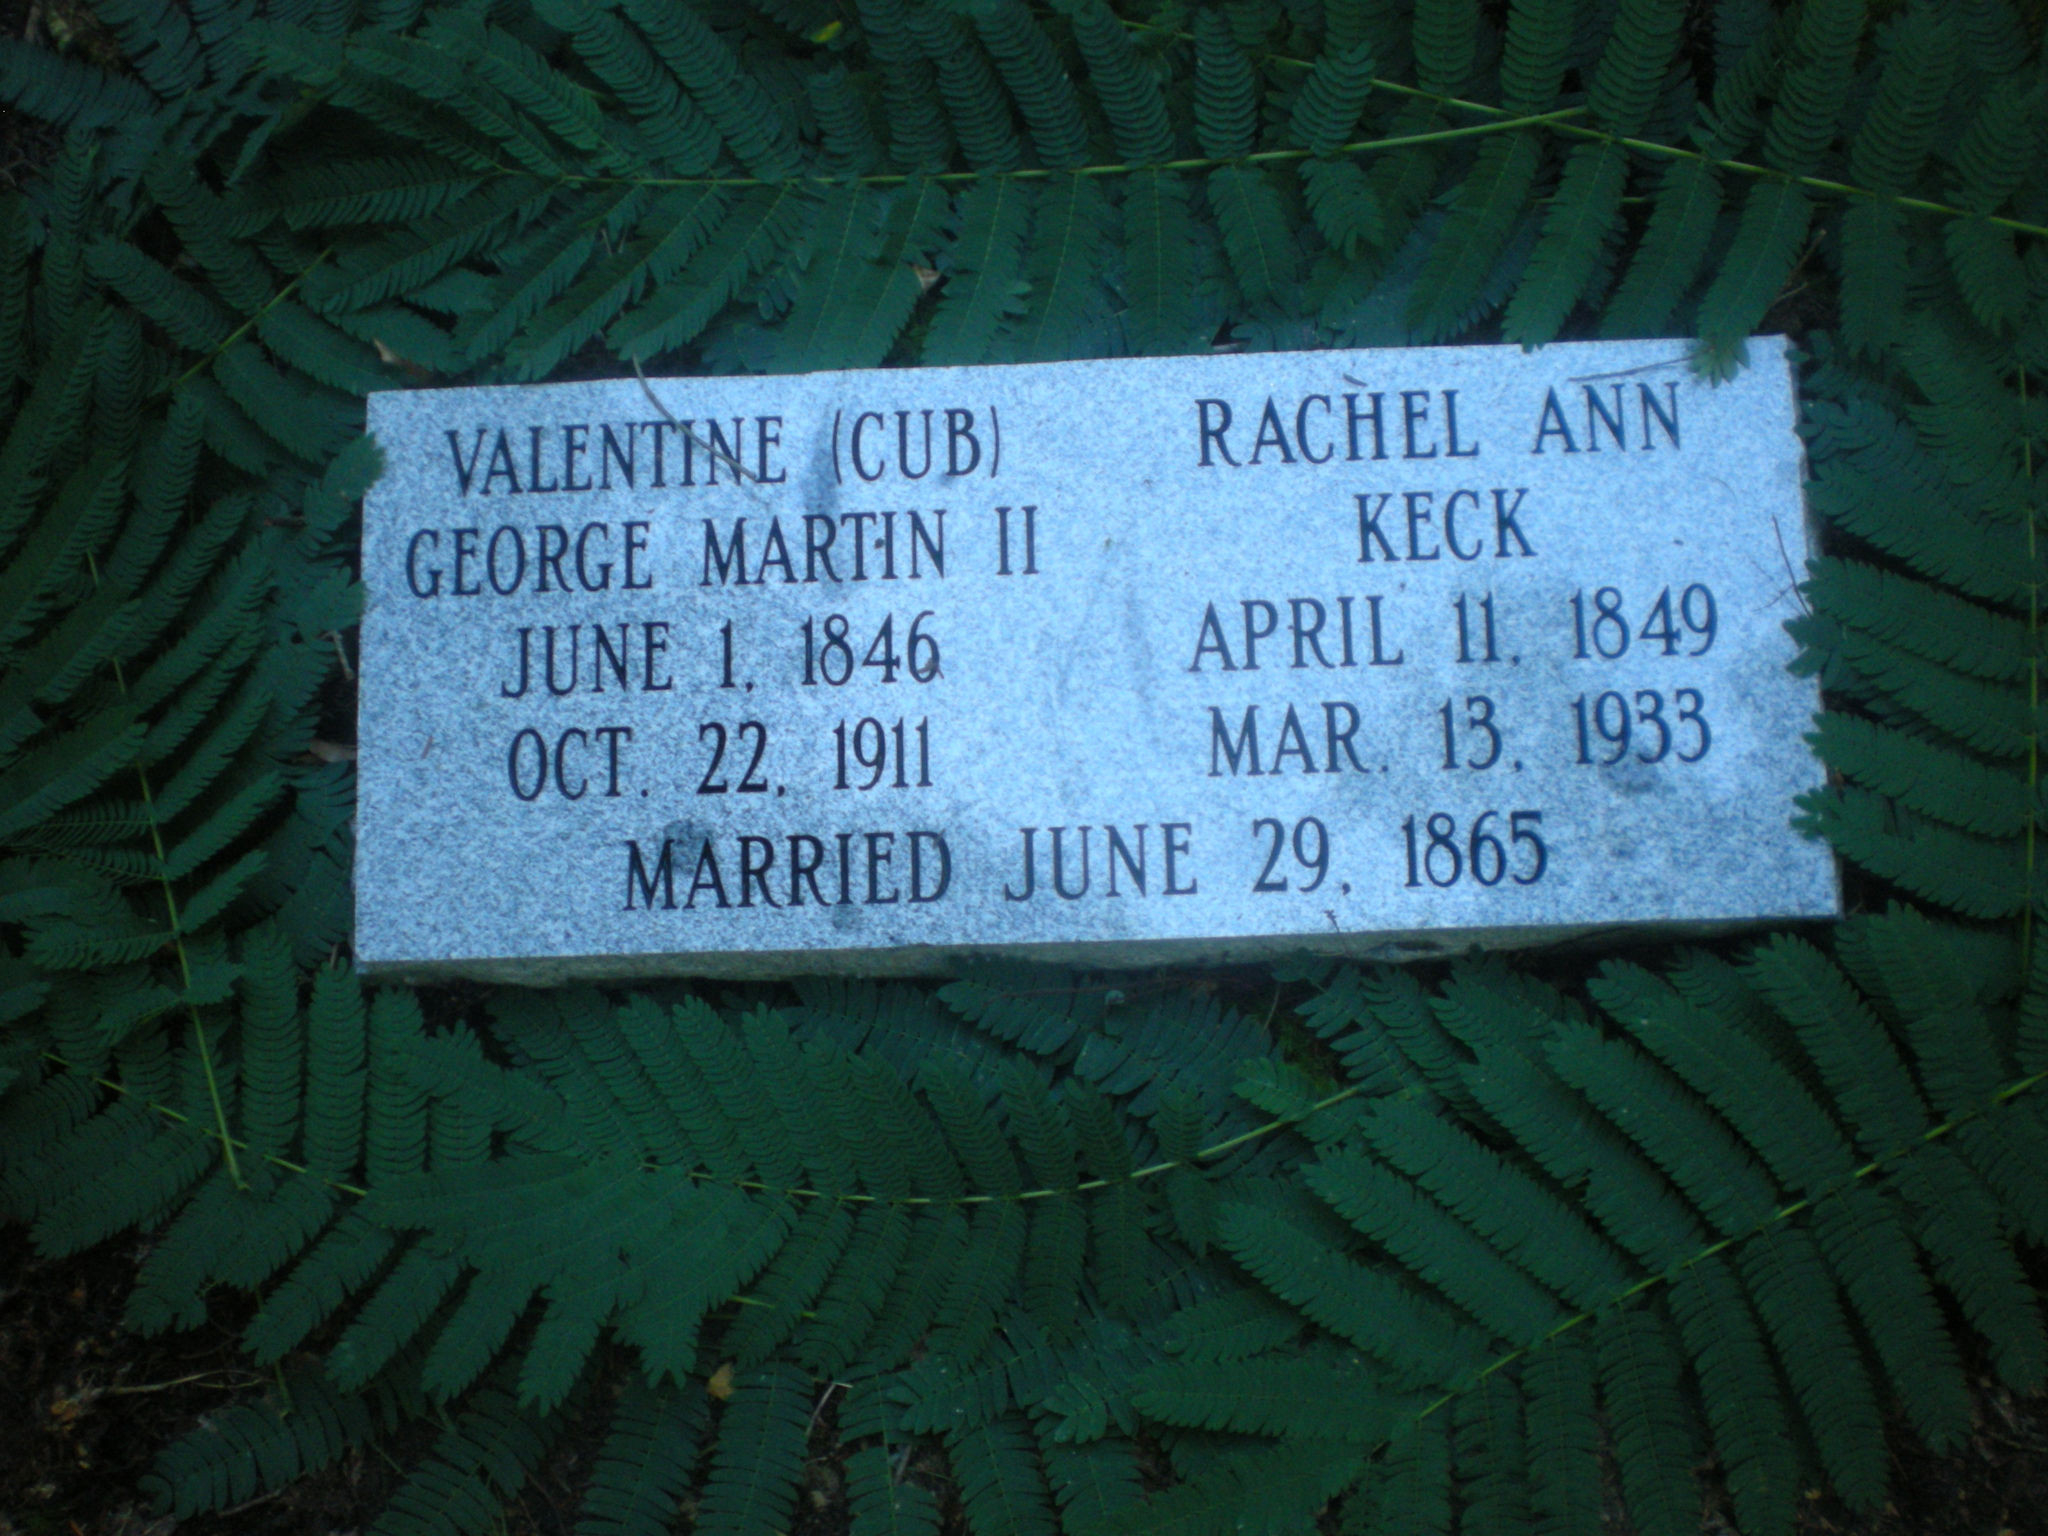 VALENTINE (CUB)
GEORGE MARTIN II
JUNE 1, 1846
OCT. 22, 1911
RACHEL ANN
KECK
APRIL 11, 1849
MAR. 13, 1933
MARRIED JUNE 29, 1865